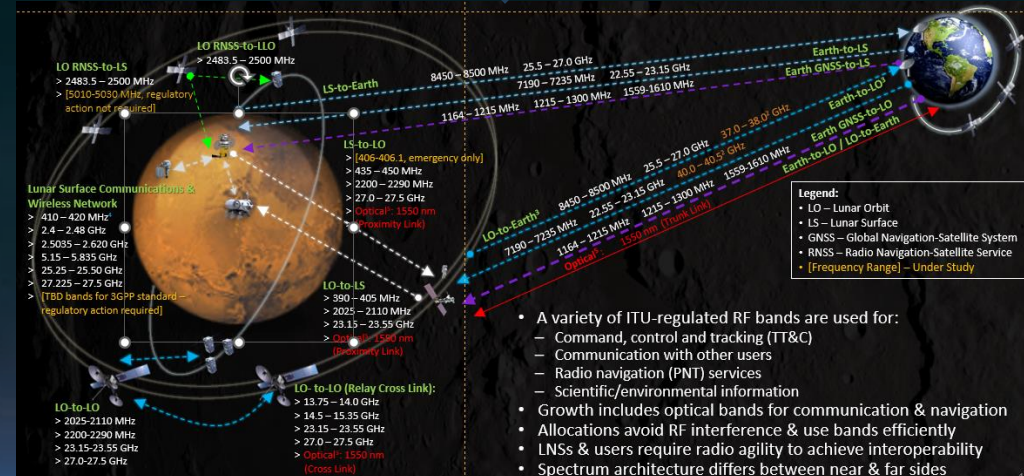 LO RNSS-to-LLO
> 2483.5 – 2500 MHz
LO RNSS-to-LS
> 2483.5 – 2500 MHz
> [5010-5030 MHz, regulatory
action not required]
LS-to-Earth
8450 – 8500 MHz 25.5 – 27.0 GHz
Earth-to-LS
7190 – 7235 MHz 22.55 – 23.15 GHz
Earth GNSS-to-LS
1164 – 1215 MHz 1215 – 1300 MHz 1559-1610 MHz
Lunar Surface Communications &
Wireless Network
> 410 – 420 MHz
> 2.4 – 2.48 GHz
> 2.5035 – 2.620 GHz
> 5.15 – 5.835 GHz
> 25.25 – 25.50 GHz
> 27.225 – 27.5 GHz
> [TBD bands for 3GPP standard –
regulatory action required]
LS-to-LO
> [406-406.1, emergency only]
> 435 – 450 MHz
> 2200 – 2290 MHz
> 27.0 – 27.5 GHz
> Optical⁵: 1550 nm
(Proximity Link)
LO-to-LS
> 390 – 405 MHz
> 2025 – 2110 MHz
> 23.15 – 23.55 GHz
> Optical⁵: 1550 nm
(Proximity Link)
LO-to-Earth³
8450 – 8500 MHz 25.5 – 27.0 GHz 37.0 – 38.0² GHz
Earth-to-LO³
7190 – 7235 MHz 22.55 – 23.15 GHz 40.0 – 40.5² GHz
Earth GNSS-to-LO
1164 – 1215 MHz 1215 – 1300 MHz 1559-1610 MHz
Earth-to-LO / LO-to-Earth
Optical⁵: 1550 nm (Trunk Link)
Legend:
• LO – Lunar Orbit
• LS – Lunar Surface
• GNSS – Global Navigation-Satellite System
• RNSS – Radio Navigation-Satellite Service
• [Frequency Range] – Under Study
LO-to-LO
> 2025-2110 MHz
> 2200-2290 MHz
> 23.15-23.55 GHz
> 27.0-27.5 GHz
LO- to-LO (Relay Cross Link):
> 13.75 – 14.0 GHz
> 14.5 – 15.35 GHz
> 23.15 – 23.55 GHz
> 27.0 – 27.5 GHz
> Optical⁵: 1550 nm
(Cross Link)
• A variety of ITU-regulated RF bands are used for:
– Command, control and tracking (TT&C)
– Communication with other users
– Radio navigation (PNT) services
– Scientific/environmental information
• Growth includes optical bands for communication & navigation
• Allocations avoid RF interference & use bands efficiently
• LNSs & users require radio agility to achieve interoperability
• Spectrum architecture differs between near & far sides